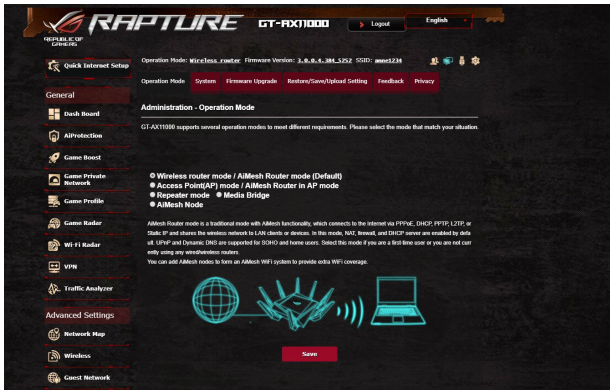 REPUBLIC OF
GAMERS
RAPTURE GT-AX11000 Logout English
Quick Internet Setup
Operation Mode: Wireless router Firmware Version: 3.0.0.4.384_5252 SSID: amne1234
Operation Mode System Firmware Upgrade Restore/Save/Upload Setting Feedback Privacy
General
Administration - Operation Mode
Dash Board
GT-AX11000 supports several operation modes to meet different requirements. Please select the mode that match your situation.
AiProtection
Game Boost
Game Private
Network
Game Profile
Game Radar
Wi-Fi Radar
VPN
Traffic Analyzer
Advanced Settings
Network Map
Wireless
Guest Network
Wireless router mode / AiMesh Router mode (Default)
Access Point(AP) mode / AiMesh Router in AP mode
Repeater mode Media Bridge
AiMesh Node
AiMesh Router mode is a traditional mode with AiMesh functionality, which connects to the Internet via PPPoE, DHCP, PPTP, L2TP, or
Static IP and shares the wireless network to LAN clients or devices. In this mode, NAT, firewall, and DHCP server are enabled by defa
ult. UPnP and Dynamic DNS are supported for SOHO and home users. Select this mode if you are a first-time user or you are not curr
ently using any wired/wireless routers.
You can add AiMesh nodes to form an AiMesh WiFi system to provide extra WiFi coverage.
Save